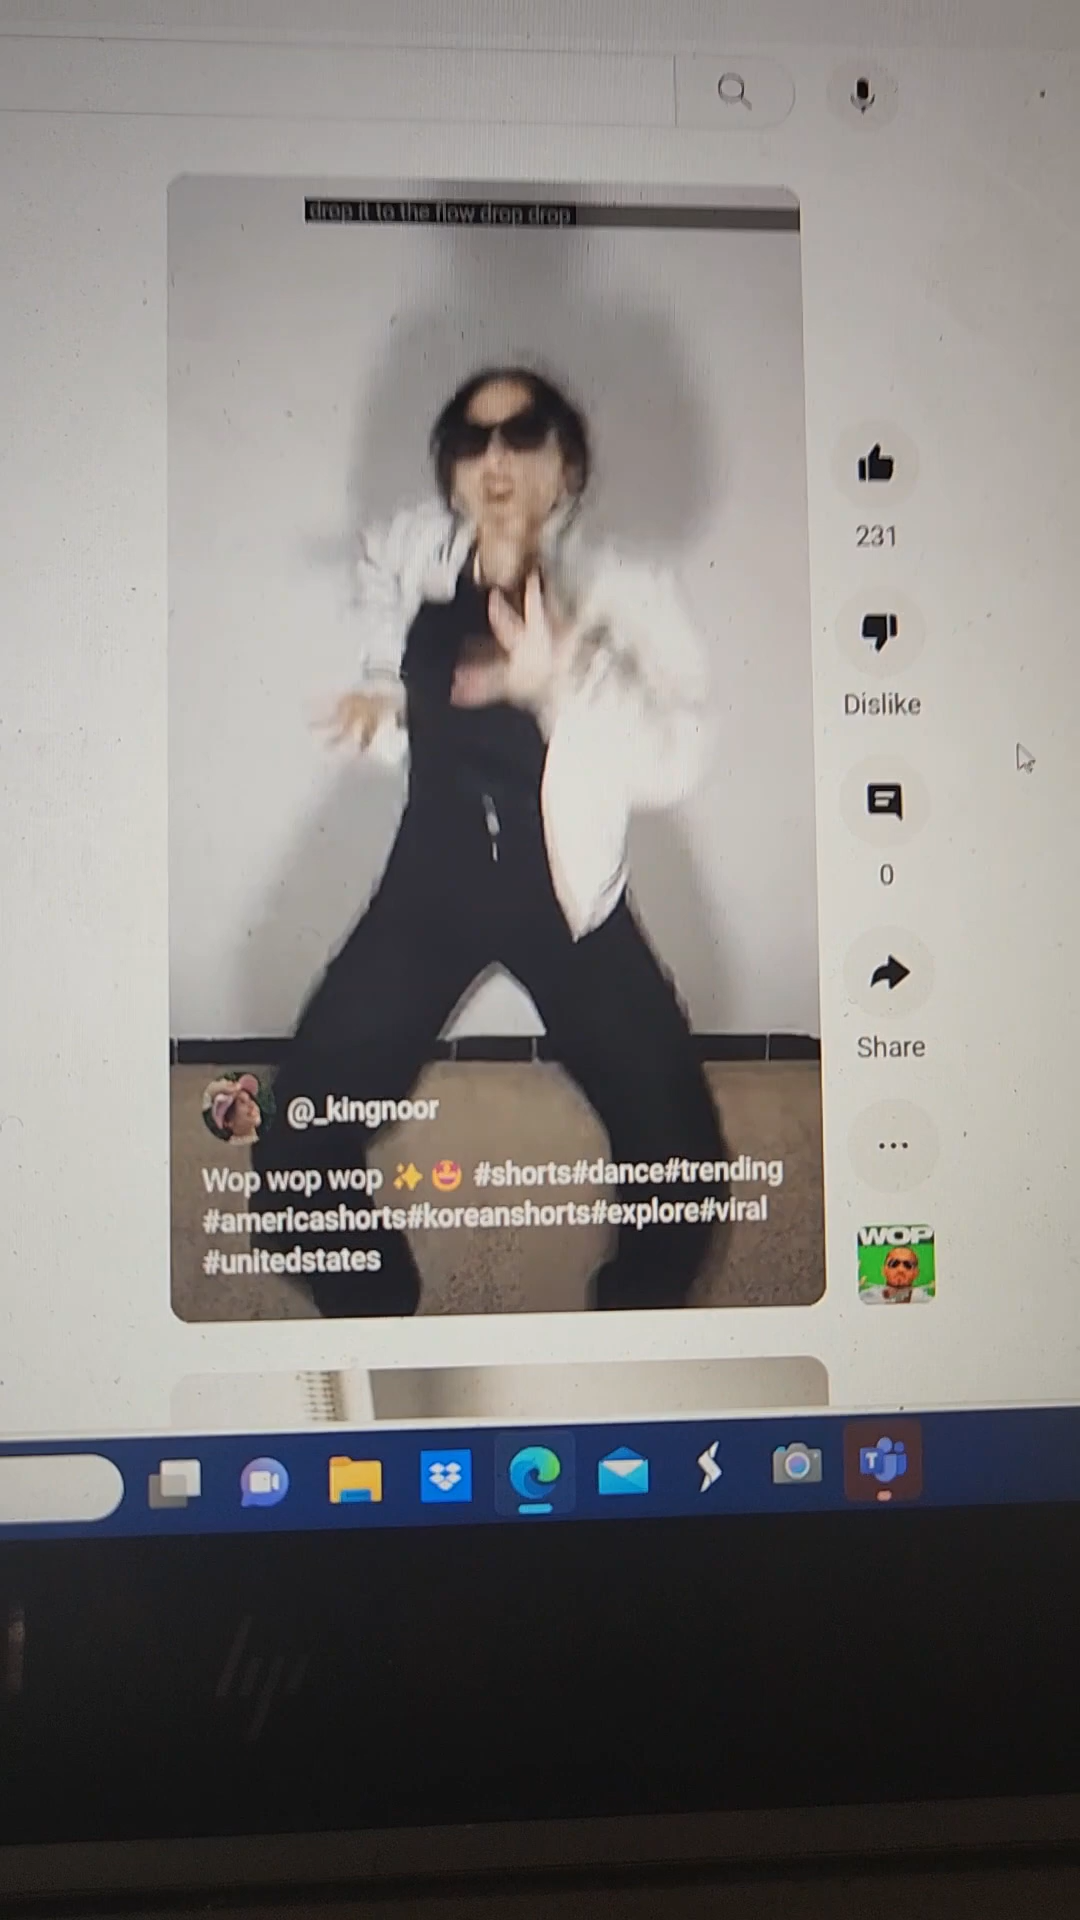 drop it to the flow drop drop
231
Dislike
0
Share
@_kingnoor
Wop wop wop ✨🤩 #shorts#dance#trending
#americashorts#koreanshorts#explore#viral
#unitedstates
WOP
T
hp